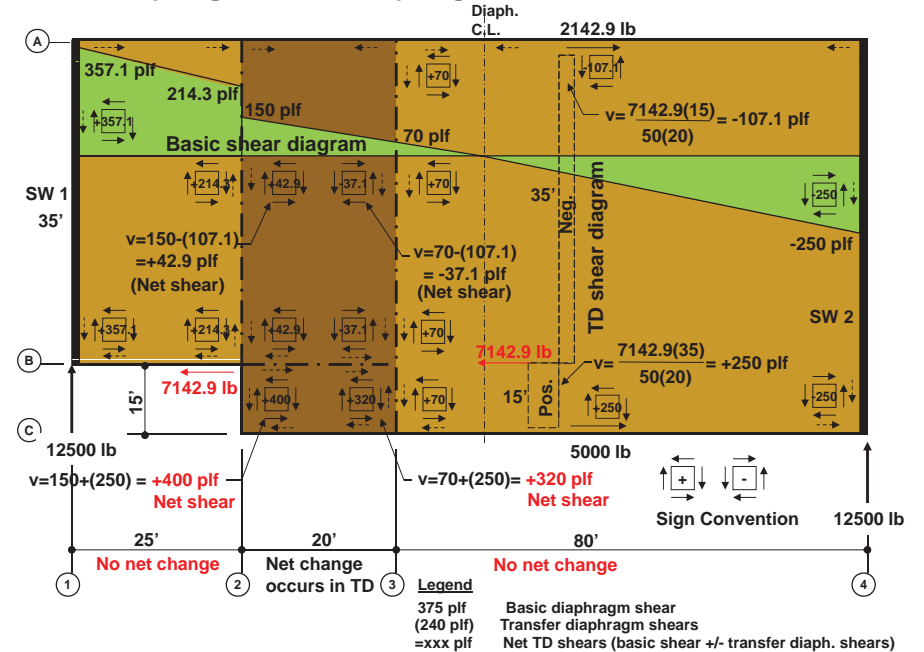 Diaph.
C.L.
2142.9 lb
A
357.1 plf
214.3 plf
150 plf
+357.1
Basic shear diagram
70 plf
+70
-107.1
v= 7142.9(15)
50(20)
= -107.1 plf
SW 1
35'
+214.3
+42.9
-37.1
+70
35'
Neg.
TD shear diagram
-250
-250 plf
v=150-(107.1)
=+42.9 plf
(Net shear)
v=70-(107.1)
= -37.1 plf
(Net shear)
SW 2
+357.1
+214.3
+42.9
-37.1
+70
B
7142.9 lb
7142.9 lb
v= 7142.9(35)
50(20)
= +250 plf
15'
+400
+320
+70
15'
Pos.
+250
-250
C
12500 lb
5000 lb
v=150+(250) = +400 plf
Net shear
v=70+(250)= +320 plf
Net shear
+
-
Sign Convention
12500 lb
25'
20'
80'
No net change
Net change
occurs in TD
No net change
1
2
3
4
Legend
375 plf Basic diaphragm shear
(240 plf) Transfer diaphragm shears
=xxx plf Net TD shears (basic shear +/- transfer diaph. shears)